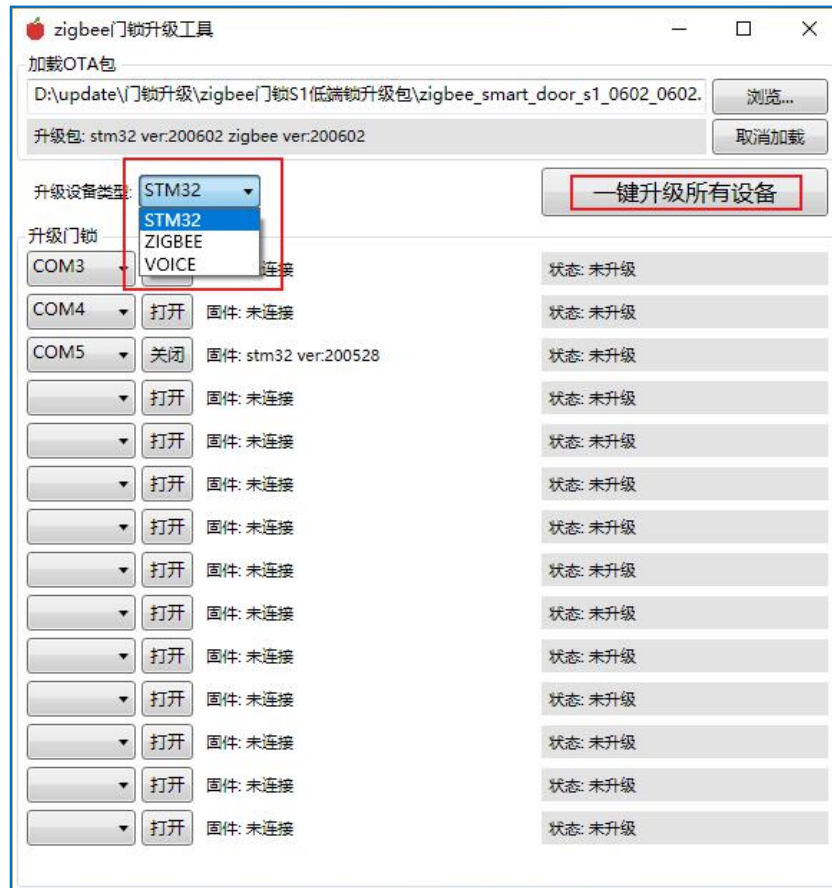 zigbee门锁升级工具
加载OTA包
D:\update\门锁升级\zigbee门锁S1低端锁升级包\zigbee_smart_door_s1_0602_0602. 浏览...
升级包: stm32 ver:200602 zigbee ver:200602 取消加载
升级设备类型: STM32 一键升级所有设备
STM32
ZIGBEE
VOICE
升级门锁
COM3 连接 状态: 未升级
COM4 打开 固件: 未连接 状态: 未升级
COM5 关闭 固件: stm32 ver:200528 状态: 未升级
打开 固件: 未连接 状态: 未升级
打开 固件: 未连接 状态: 未升级
打开 固件: 未连接 状态: 未升级
打开 固件: 未连接 状态: 未升级
打开 固件: 未连接 状态: 未升级
打开 固件: 未连接 状态: 未升级
打开 固件: 未连接 状态: 未升级
打开 固件: 未连接 状态: 未升级
打开 固件: 未连接 状态: 未升级
打开 固件: 未连接 状态: 未升级
打开 固件: 未连接 状态: 未升级